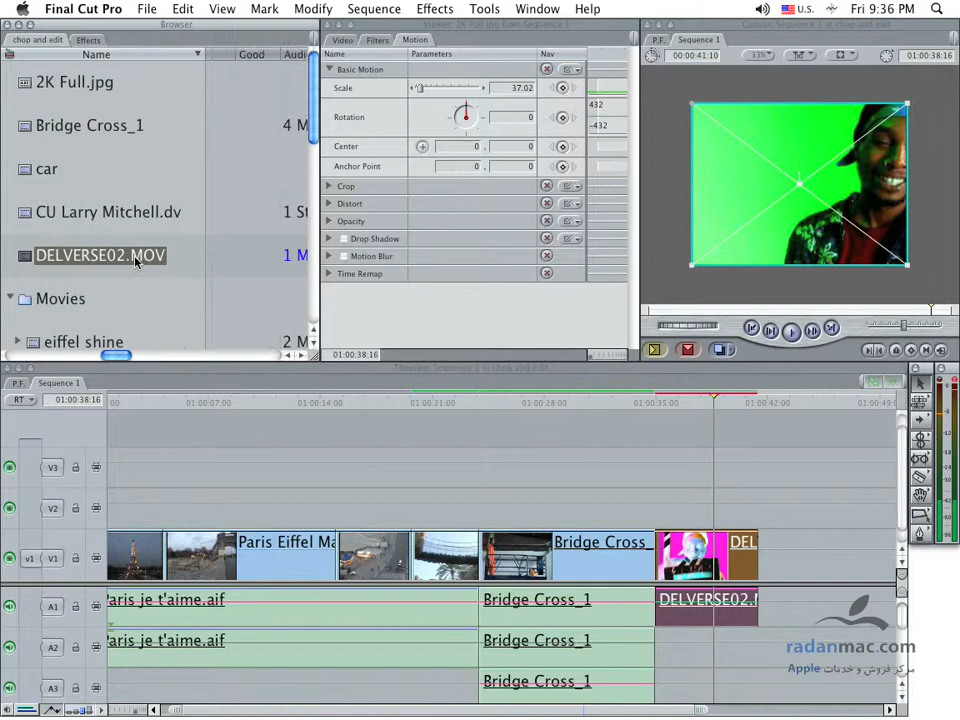 Final Cut Pro File Edit View Mark Modify Sequence Effects Tools Window Help U.S. Fri 9:36 PM
Browser
chop and edit Effects
Name Good Audi
2K Full.jpg
Bridge Cross_1 4 M
car
CU Larry Mitchell.dv 1 St
DELVERSE02.MOV 1 M
Movies
eiffel shine 2 M
Viewer: 2K Full.jpg from Sequence 1
Video Filters Motion
Name Parameters Nav
Basic Motion
Scale 37.02
432
Rotation 0
-432
Center 0 , 0
Anchor Point 0 , 0
Crop
Distort
Opacity
Drop Shadow
Motion Blur
Time Remap
01:00:38:16
Canvas: Sequence 1 in chop and edit
P.F. Sequence 1
00:00:41:10 33% 01:00:38:16
Timeline: Sequence 1 in chop and edit
P.F. Sequence 1
RT 01:00:38:16 00 01:00:07:00 01:00:14:00 01:00:21:00 01:00:28:00 01:00:35:00 01:00:42:00 01:00:49:0
V3
V2
v1 V1 Paris Eiffel Ma Bridge Cross_ DEL
A1 Paris je t'aime.aif Bridge Cross_1 DELVERSE02.M
A2 Paris je t'aime.aif Bridge Cross_1
A3 Bridge Cross_1
radanmac.com
مرکز فروش و خدمات Apple